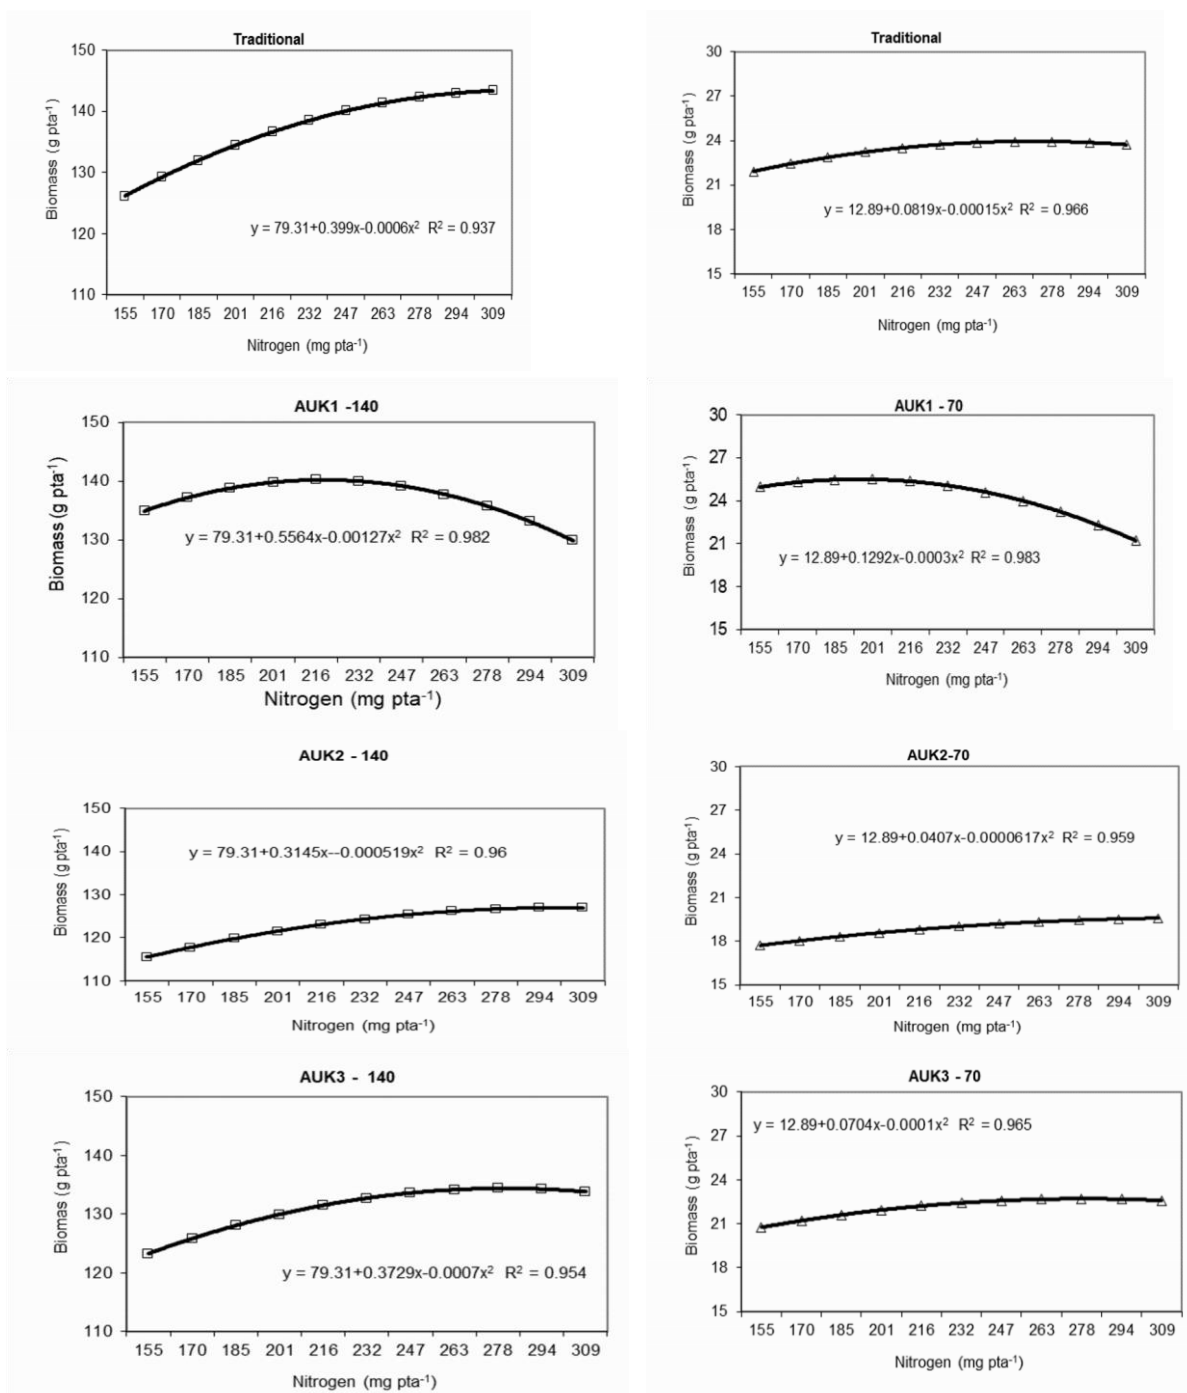 Traditional
150
140
130
120
110
Biomass (g pta-1)
y = 79.31+0.399x-0.0006x² R² = 0.937
155 170 185 201 216 232 247 263 278 294 309
Nitrogen (mg pta-1)
Traditional
30
27
24
21
18
15
Biomass (g pta-1)
y = 12.89+0.0819x-0.00015x² R² = 0.966
155 170 185 201 216 232 247 263 278 294 309
Nitrogen (mg pta-1)
AUK1 -140
150
140
130
120
110
Biomass (g pta-1)
y = 79.31+0.5564x-0.00127x² R² = 0.982
155 170 185 201 216 232 247 263 278 294 309
Nitrogen (mg pta-1)
AUK1 - 70
30
27
24
21
18
15
Biomass (g pta-1)
y = 12.89+0.1292x-0.0003x² R² = 0.983
155 170 185 201 216 232 247 263 278 294 309
Nitrogen (mg pta-1)
AUK2 - 140
150
140
130
120
110
Biomass (g pta-1)
y = 79.31+0.3145x--0.000519x² R² = 0.96
155 170 185 201 216 232 247 263 278 294 309
Nitrogen (mg pta-1)
AUK2-70
30
27
24
21
18
15
Biomass (g pta-1)
y = 12.89+0.0407x-0.0000617x² R² = 0.959
155 170 185 201 216 232 247 263 278 294 309
Nitrogen (mg pta-1)
AUK3 - 140
150
140
130
120
110
Biomas (g pta-1)
y = 79.31+0.3729x-0.0007x² R² = 0.954
155 170 185 201 216 232 247 263 278 294 309
Nitrogen (mg pta-1)
AUK3 - 70
30
27
24
21
18
15
Biomass (g pta-1)
y = 12.89+0.0704x-0.0001x² R² = 0.965
155 170 185 201 216 232 247 263 278 294 309
Nitrogen (mg pta-1)